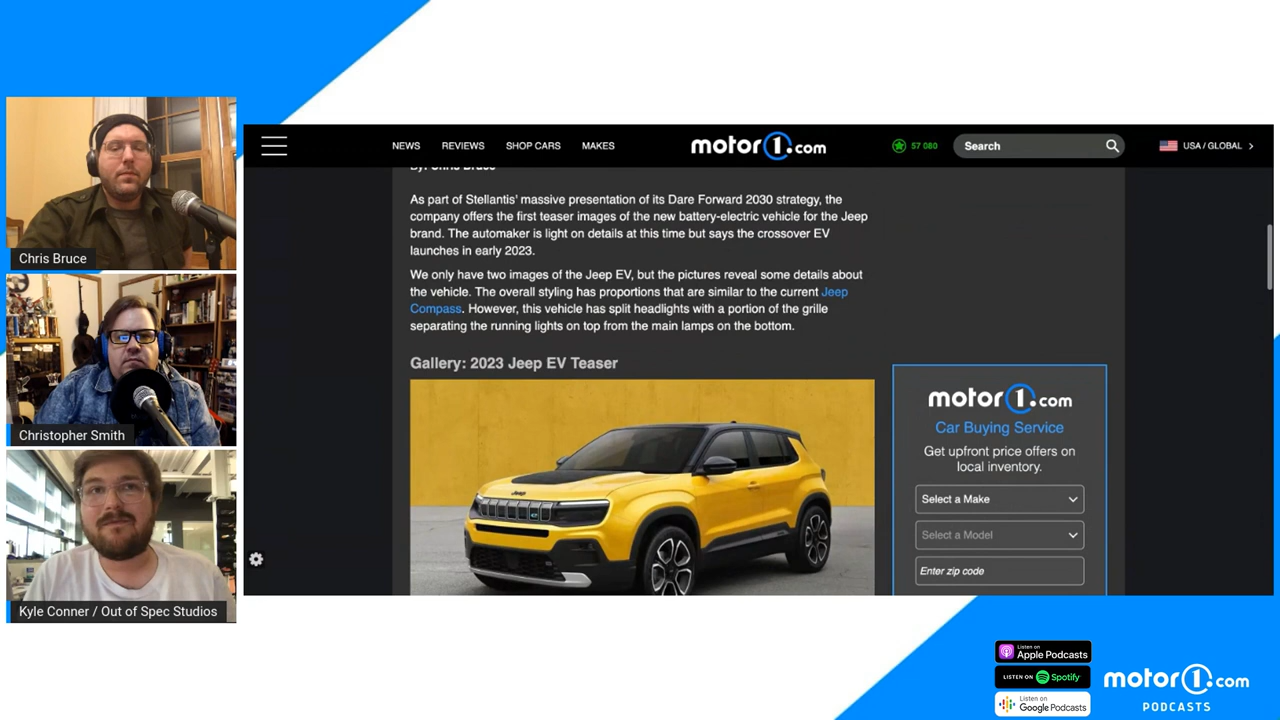 Chris Bruce
Christopher Smith
Kyle Conner / Out of Spec Studios
NEWS
REVIEWS
SHOP CARS
MAKES
motor1.com
57 080
Search
USA / GLOBAL
By: Chris Bruce
As part of Stellantis' massive presentation of its Dare Forward 2030 strategy, the
company offers the first teaser images of the new battery-electric vehicle for the Jeep
brand. The automaker is light on details at this time but says the crossover EV
launches in early 2023.
We only have two images of the Jeep EV, but the pictures reveal some details about
the vehicle. The overall styling has proportions that are similar to the current Jeep
Compass. However, this vehicle has split headlights with a portion of the grille
separating the running lights on top from the main lamps on the bottom.
Gallery: 2023 Jeep EV Teaser
Jeep
motor1.com
Car Buying Service
Get upfront price offers on
local inventory.
Select a Make
Select a Model
Enter zip code
Listen on
Apple Podcasts
LISTEN ON Spotify
Listen on
Google Podcasts
motor1.com
PODCASTS